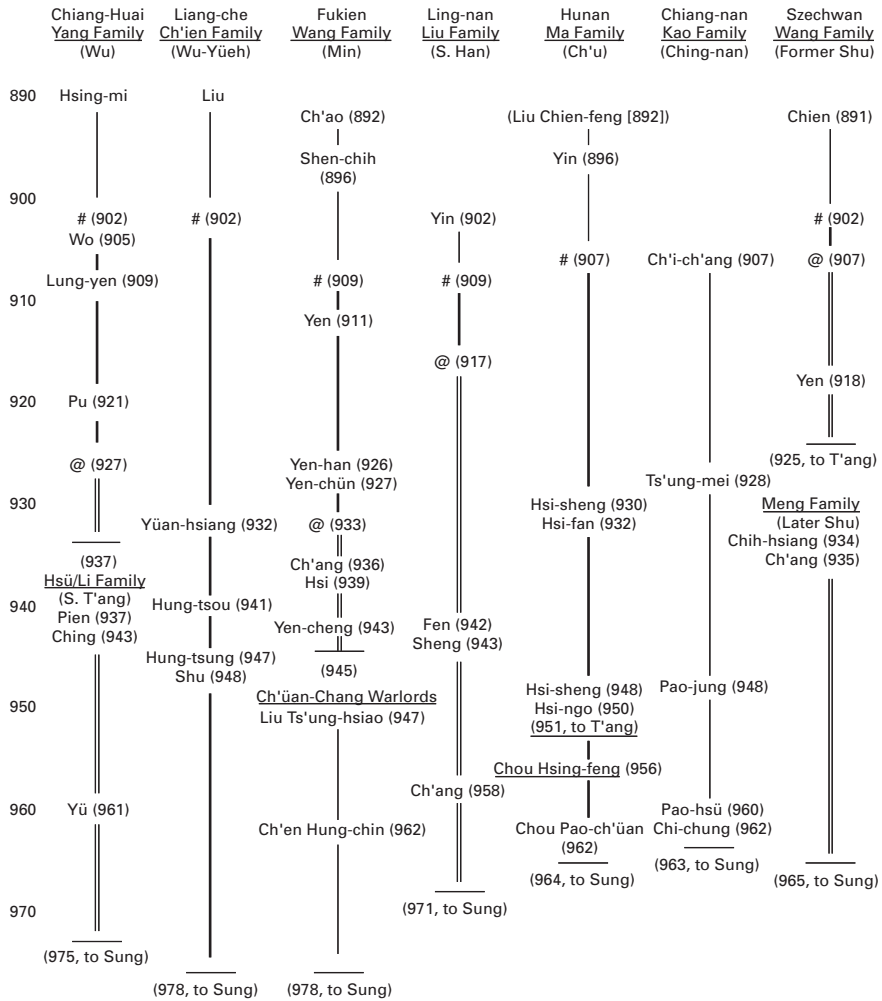 Chiang-Huai
Yang Family
(Wu)
Liang-che
Ch'ien Family
(Wu-Yüeh)
Fukien
Wang Family
(Min)
Ling-nan
Liu Family
(S. Han)
Hunan
Ma Family
(Ch'u)
Chiang-nan
Kao Family
(Ching-nan)
Szechwan
Wang Family
(Former Shu)
890
900
910
920
930
940
950
960
970
Hsing-mi
# (902)
Wo (905)
Lung-yen (909)
Pu (921)
@ (927)
(937)
Hsü/Li Family
(S. T'ang)
Pien (937)
Ching (943)
Yü (961)
(975, to Sung)
Liu
# (902)
Yüan-hsiang (932)
Hung-tsou (941)
Hung-tsung (947)
Shu (948)
(978, to Sung)
Ch'ao (892)
Shen-chih
(896)
# (909)
Yen (911)
Yen-han (926)
Yen-chün (927)
@ (933)
Ch'ang (936)
Hsi (939)
Yen-cheng (943)
(945)
Ch'üan-Chang Warlords
Liu Ts'ung-hsiao (947)
Ch'en Hung-chin (962)
(978, to Sung)
Yin (902)
# (909)
@ (917)
Fen (942)
Sheng (943)
Ch'ang (958)
(971, to Sung)
(Liu Chien-feng [892])
Yin (896)
# (907)
Hsi-sheng (930)
Hsi-fan (932)
Hsi-sheng (948)
Hsi-ngo (950)
(951, to T'ang)
Chou Hsing-feng (956)
Chou Pao-ch'üan
(962)
(964, to Sung)
Ch'i-ch'ang (907)
Ts'ung-mei (928)
Pao-jung (948)
Pao-hsü (960)
Chi-chung (962)
(963, to Sung)
Chien (891)
# (902)
@ (907)
Yen (918)
(925, to T'ang)
Meng Family
(Later Shu)
Chih-hsiang (934)
Ch'ang (935)
(965, to Sung)